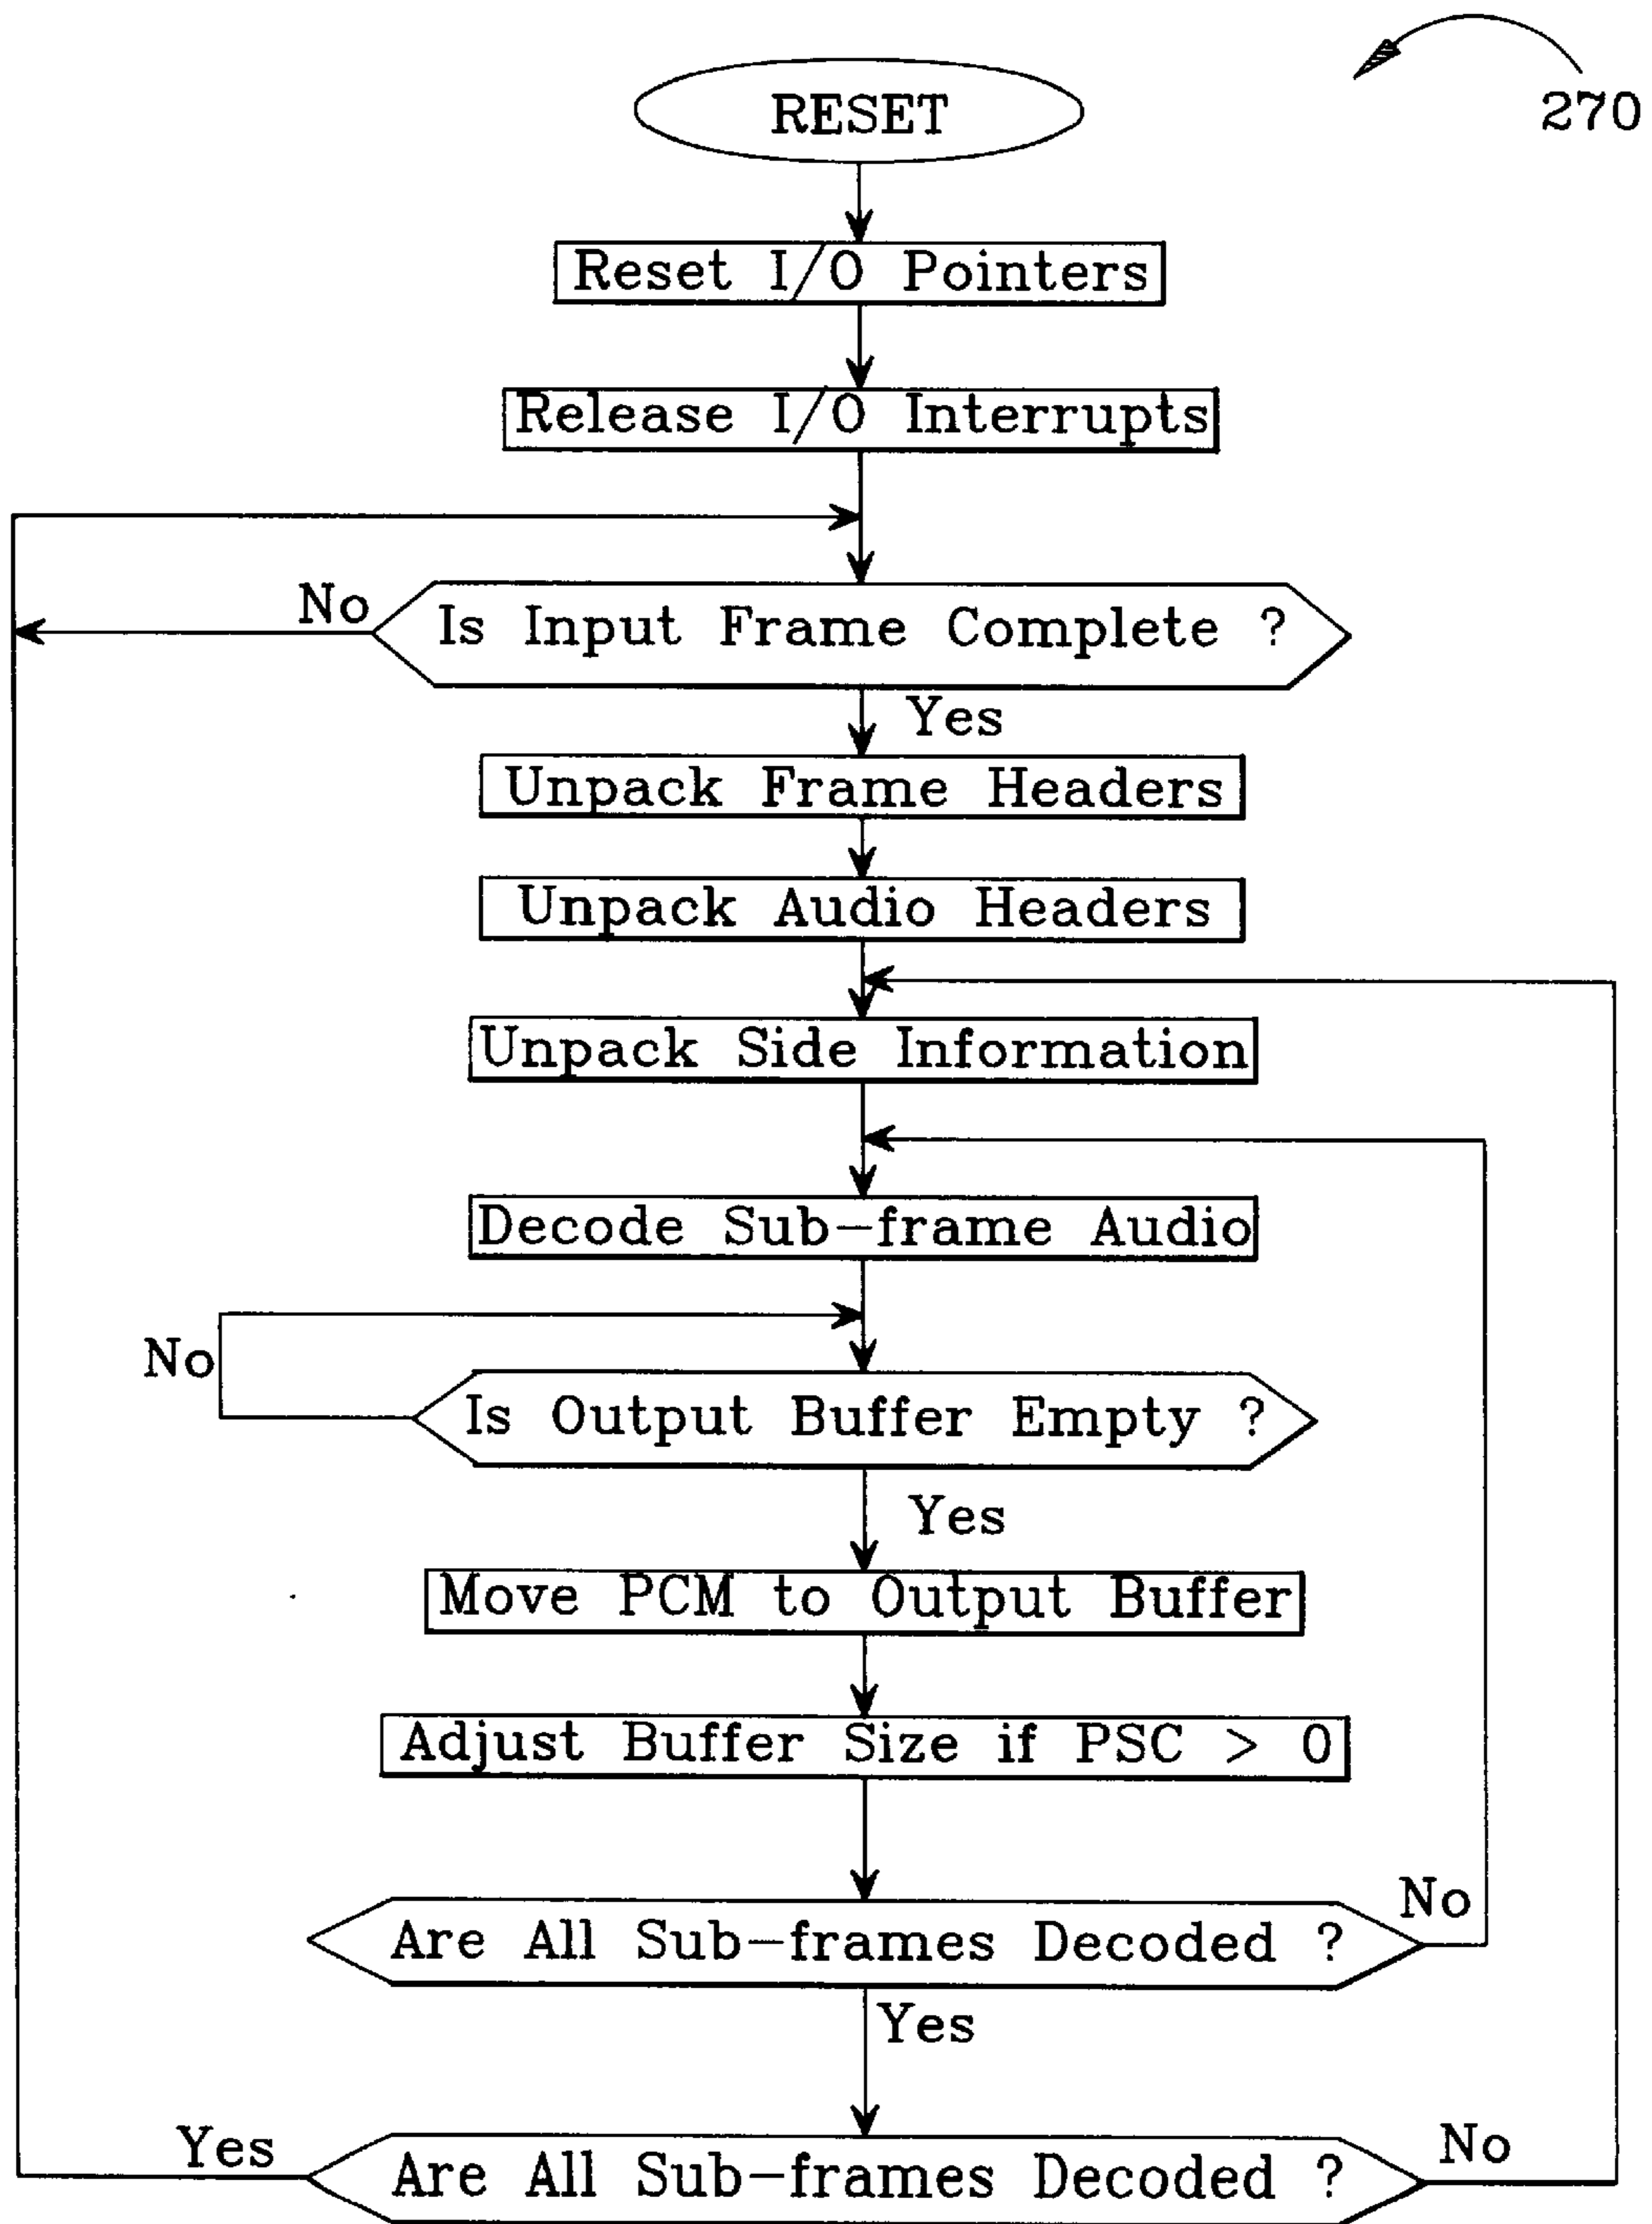 270
RESET
Reset I/O Pointers
Release I/O Interrupts
No
Is Input Frame Complete ?
Yes
Unpack Frame Headers
Unpack Audio Headers
Unpack Side Information
Decode Sub-frame Audio
No
Is Output Buffer Empty ?
Yes
Move PCM to Output Buffer
Adjust Buffer Size if PSC > 0
No
Are All Sub-frames Decoded ?
Yes
Yes
Are All Sub-frames Decoded ?
No